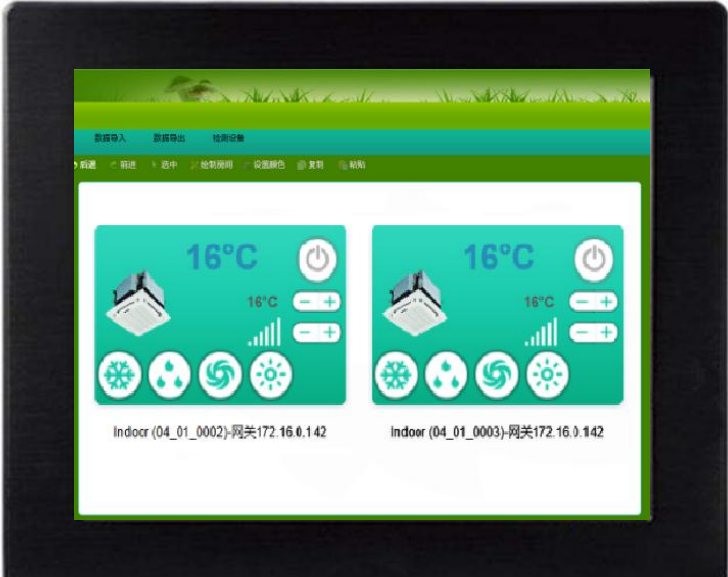 数据导入 数据导出 检测设备
后退 前进 选中 绘制房间 设置颜色 复制 粘贴
16°C 16°C
16°C 16°C
Indoor (04_01_0002)-网关172.16.0.142 Indoor (04_01_0003)-网关172.16.0.142